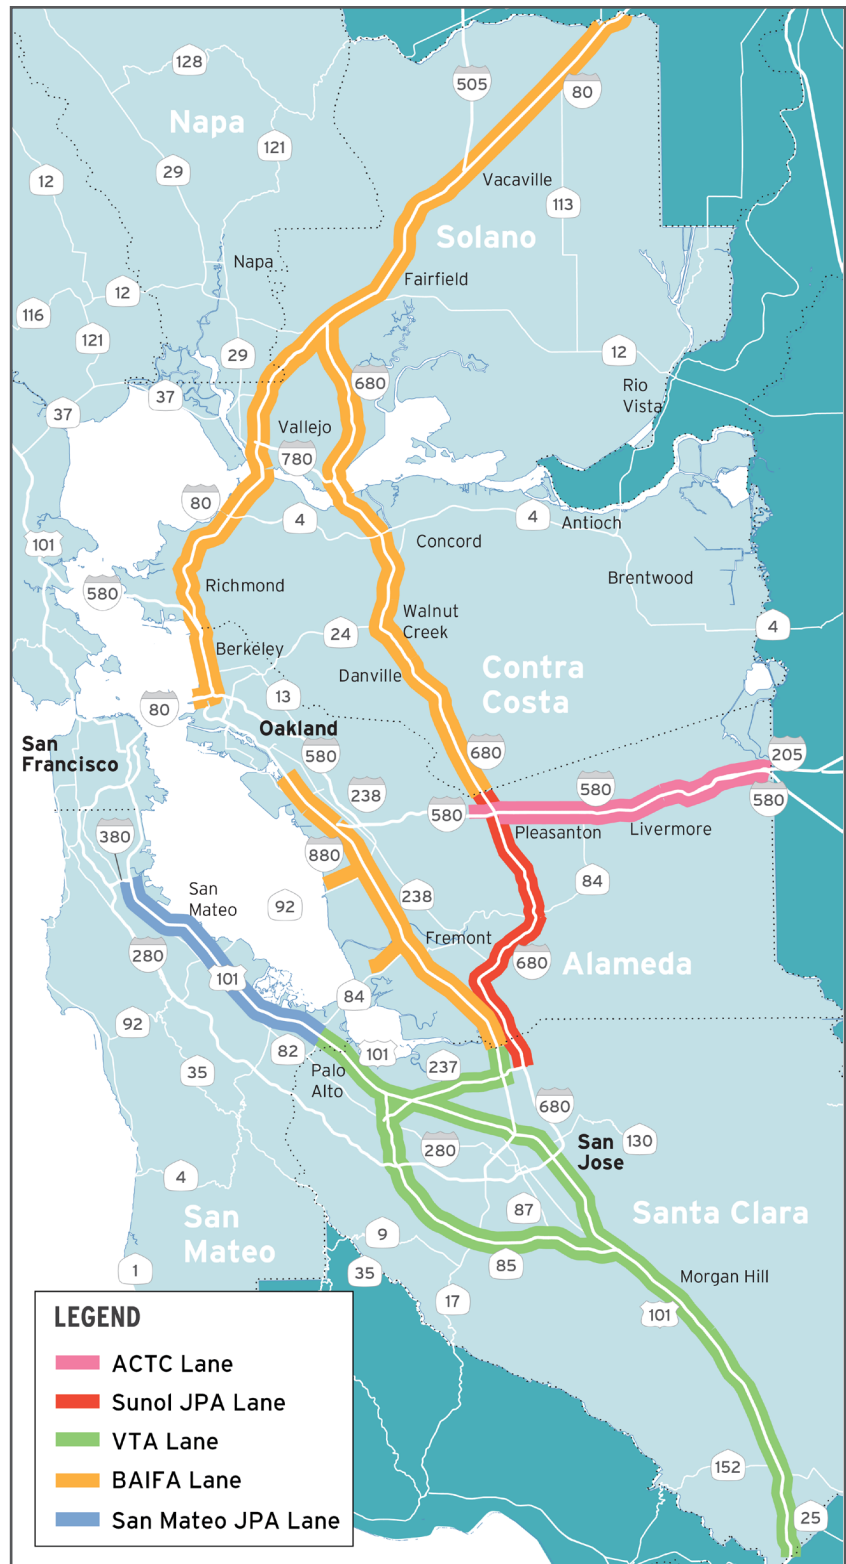 128
505
80
Napa
121
29
12
Vacaville
113
Solano
Napa
Fairfield
12
116
121
29
12
680
Rio
Vista
37
37
Vallejo
780
80
4
4
Antioch
101
Concord
580
Richmond
Brentwood
Walnut
Creek
24
4
Berkeley
Contra
Costa
Danville
13
80
Oakland
San
Francisco
580
680
205
238
580
580
580
Pleasanton
Livermore
380
880
84
San
Mateo
92
238
Fremont
280
101
680
Alameda
84
92
82
101
237
35
Palo
Alto
680
280
San
Jose
130
4
87
Santa Clara
San
Mateo
9
85
1
35
Morgan Hill
17
101
LEGEND
ACTC Lane
Sunol JPA Lane
VTA Lane
BAIFA Lane
San Mateo JPA Lane
152
25